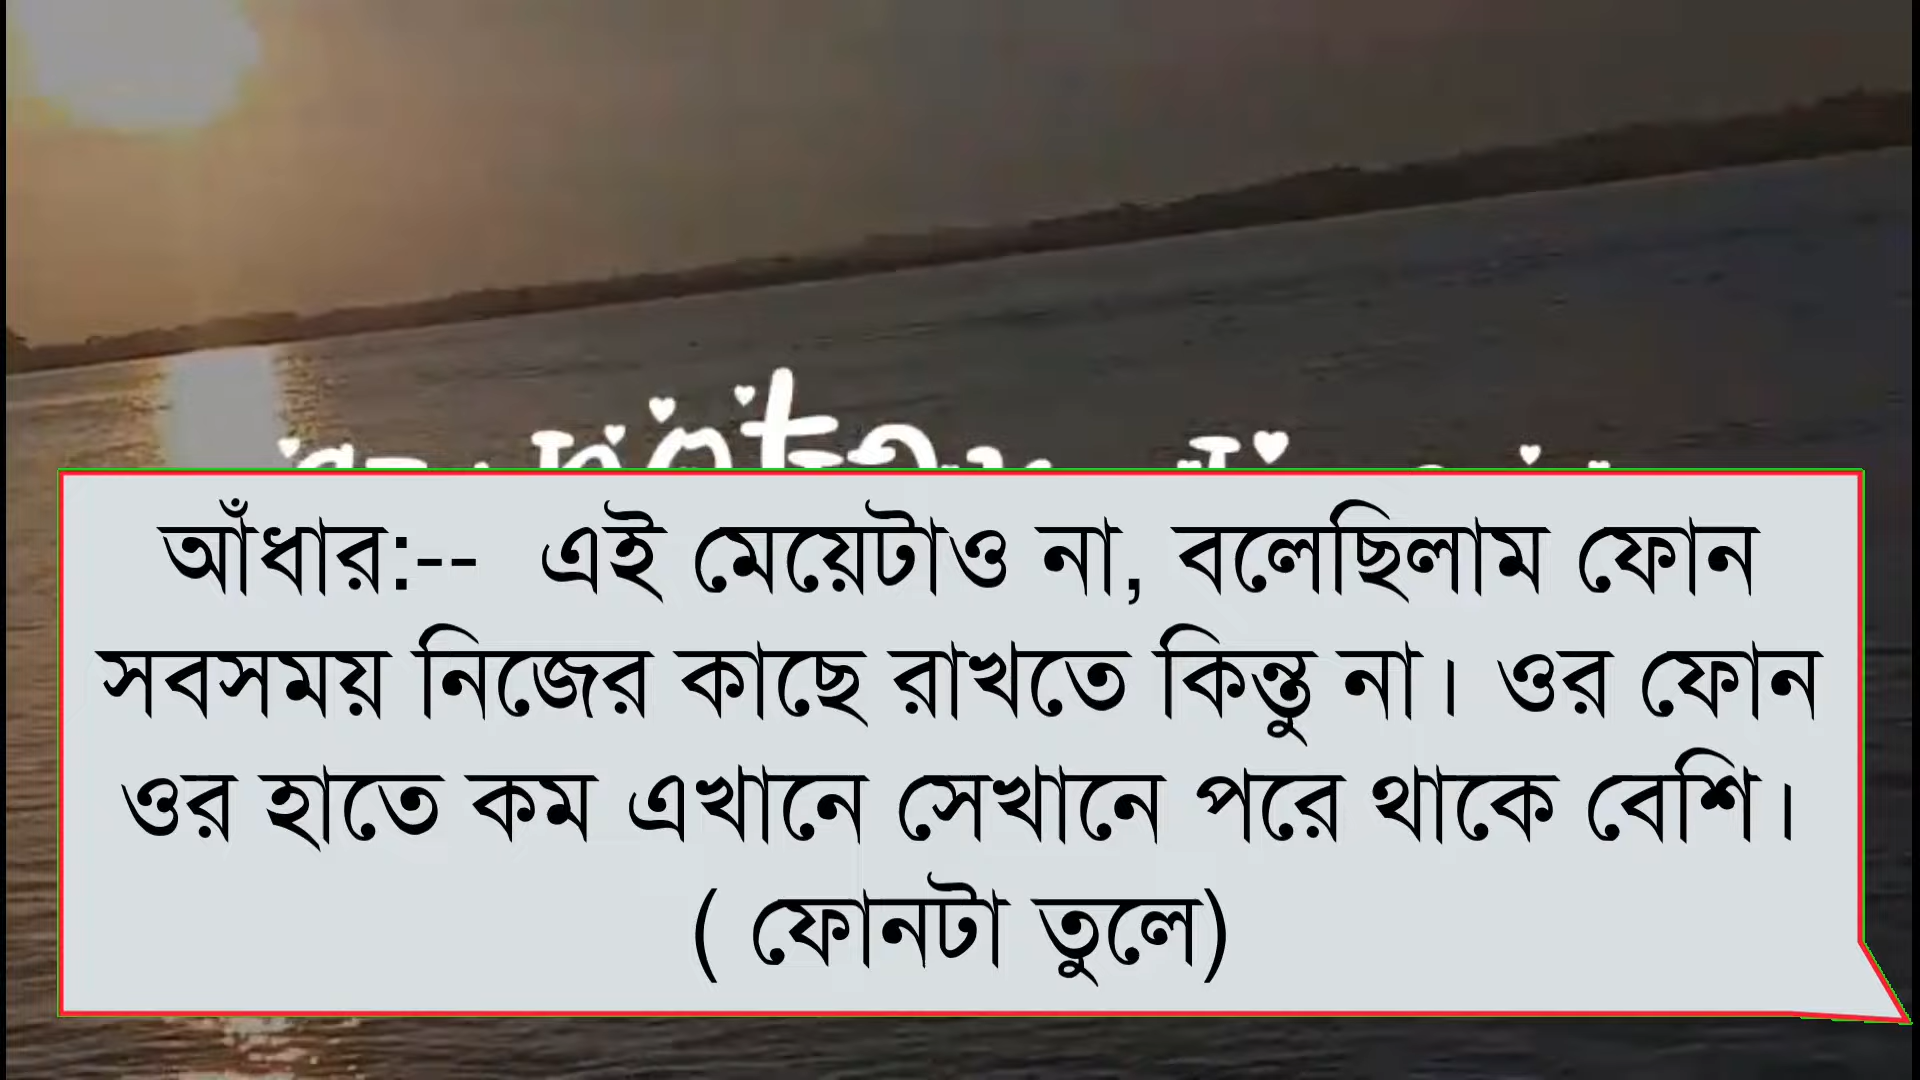 আঁধার:-- এই মেয়েটাও না, বলেছিলাম ফোন
সবসময় নিজের কাছে রাখতে কিন্তু না। ওর ফোন
ওর হাতে কম এখানে সেখানে পরে থাকে বেশি।
( ফোনটা তুলে)